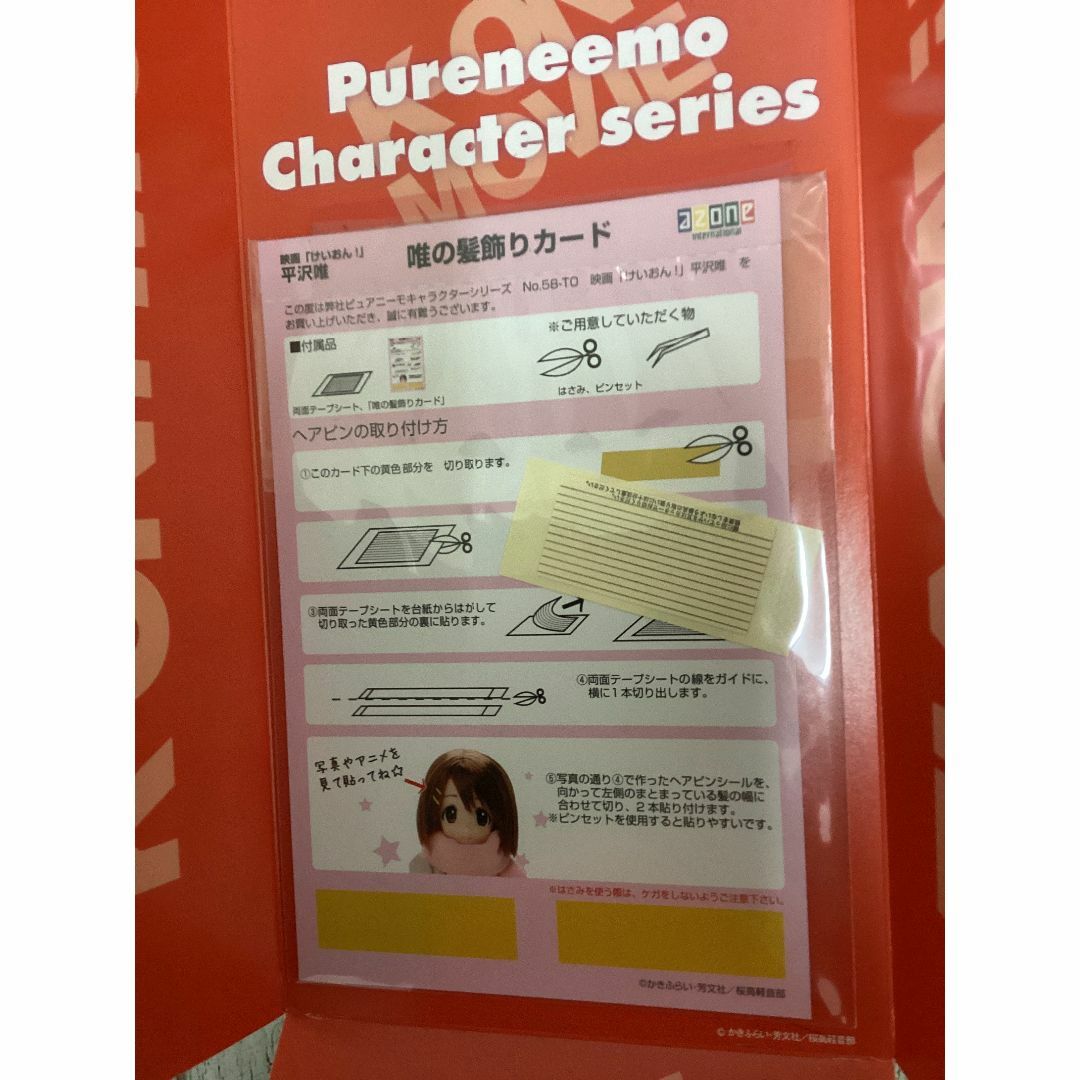 K-ON!
MOVIE
Pureneemo
Character series
MOVIE
azone
international
映画「けいおん!」
平沢唯
唯の髪飾りカード
この度は弊社ピュアニーモキャラクターシリーズ No.58-TO 映画「けいおん!」平沢唯 を
お買い上げいただき、誠に有難うございます。
■付属品
両面テープシート、「唯の髪飾りカード」
※ご用意していただく物
はさみ、ピンセット
ヘアピンの取り付け方
①このカード下の黄色部分を 切り取ります。
③両面テープシートを台紙からはがして
切り取った黄色部分の裏に貼ります。
④両面テープシートの線をガイドに、
横に1本切り出します。
写真やアニメを
見て貼ってね☆
⑤写真の通り④で作ったヘアピンシールを、
向かって左側のまとまっている髪の幅に
合わせて切り、2本貼り付けます。
※ピンセットを使用すると貼りやすいです。
※はさみを使う際は、ケガをしないようご注意下さい。
©かきふらい・芳文社/桜高軽音部
© かきふらい・芳文社/桜高軽音部